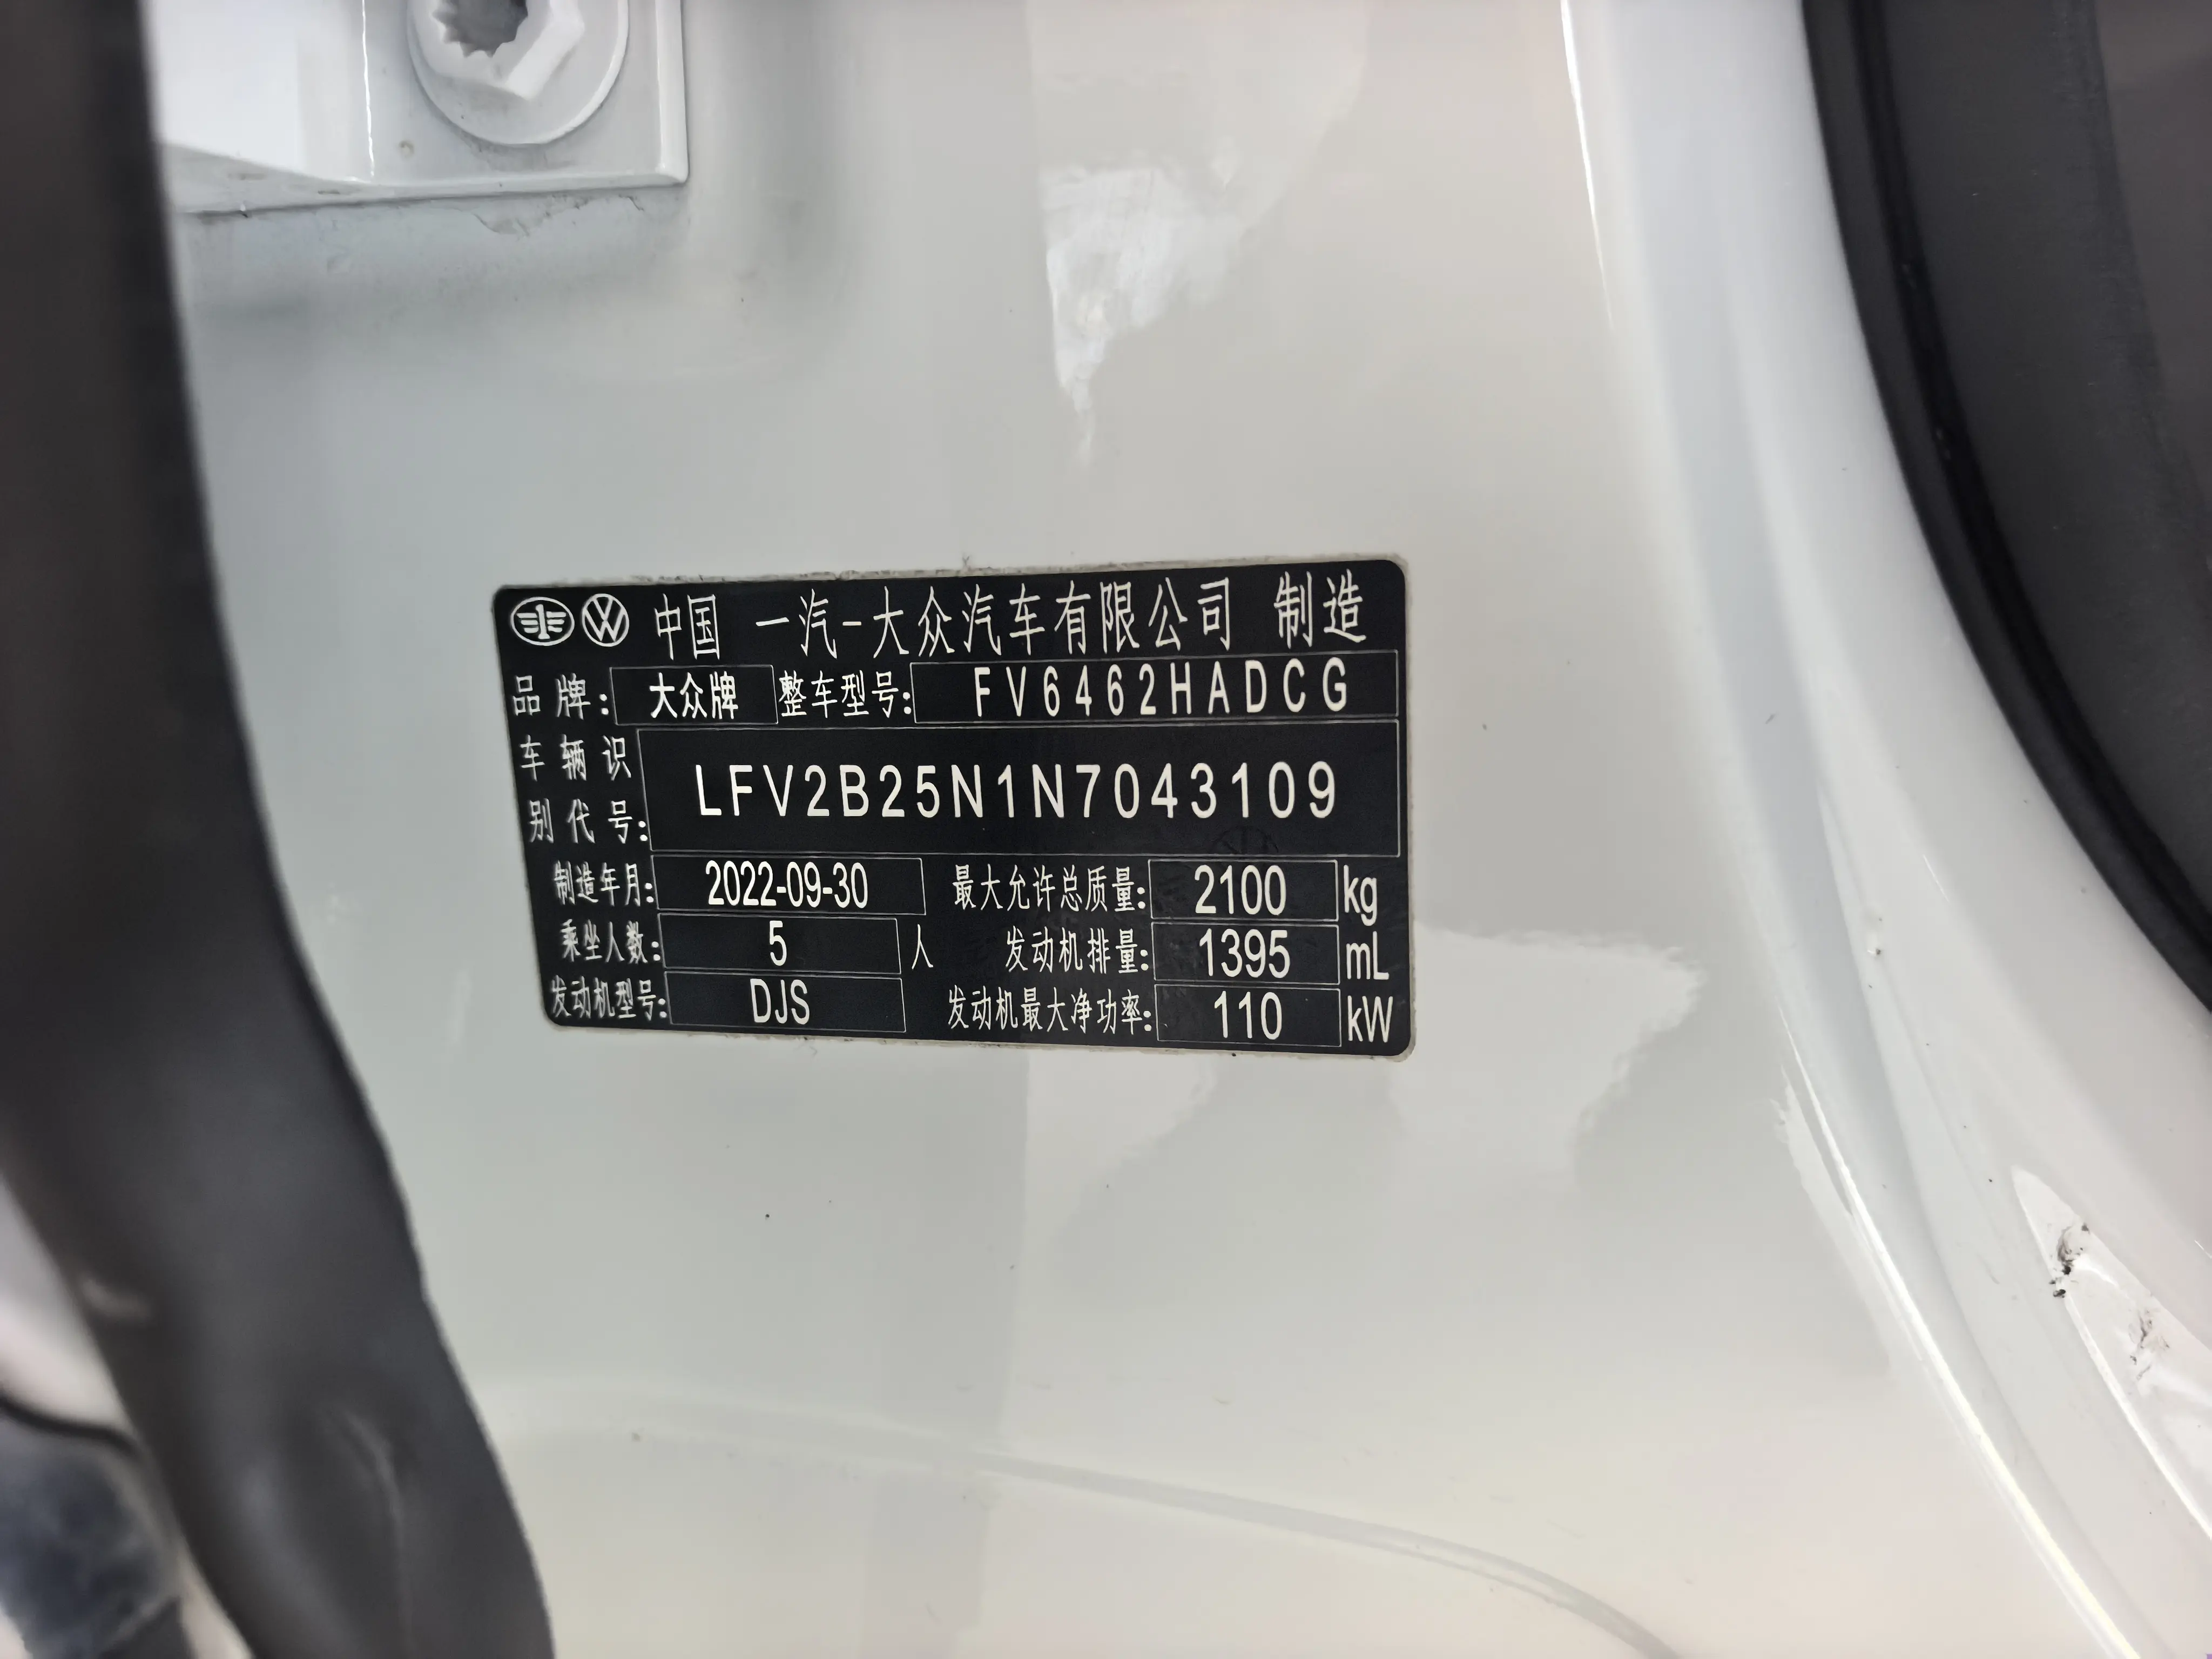 中国 一汽-大众汽车有限公司 制造
品牌: 大众牌 整车型号: FV6462HADCG
车辆识别代号: LFV2B25N1N7043109
制造年月: 2022-09-30 最大允许总质量: 2100 kg
乘坐人数: 5 人 发动机排量: 1395 mL
发动机型号: DJS 发动机最大净功率: 110 kW